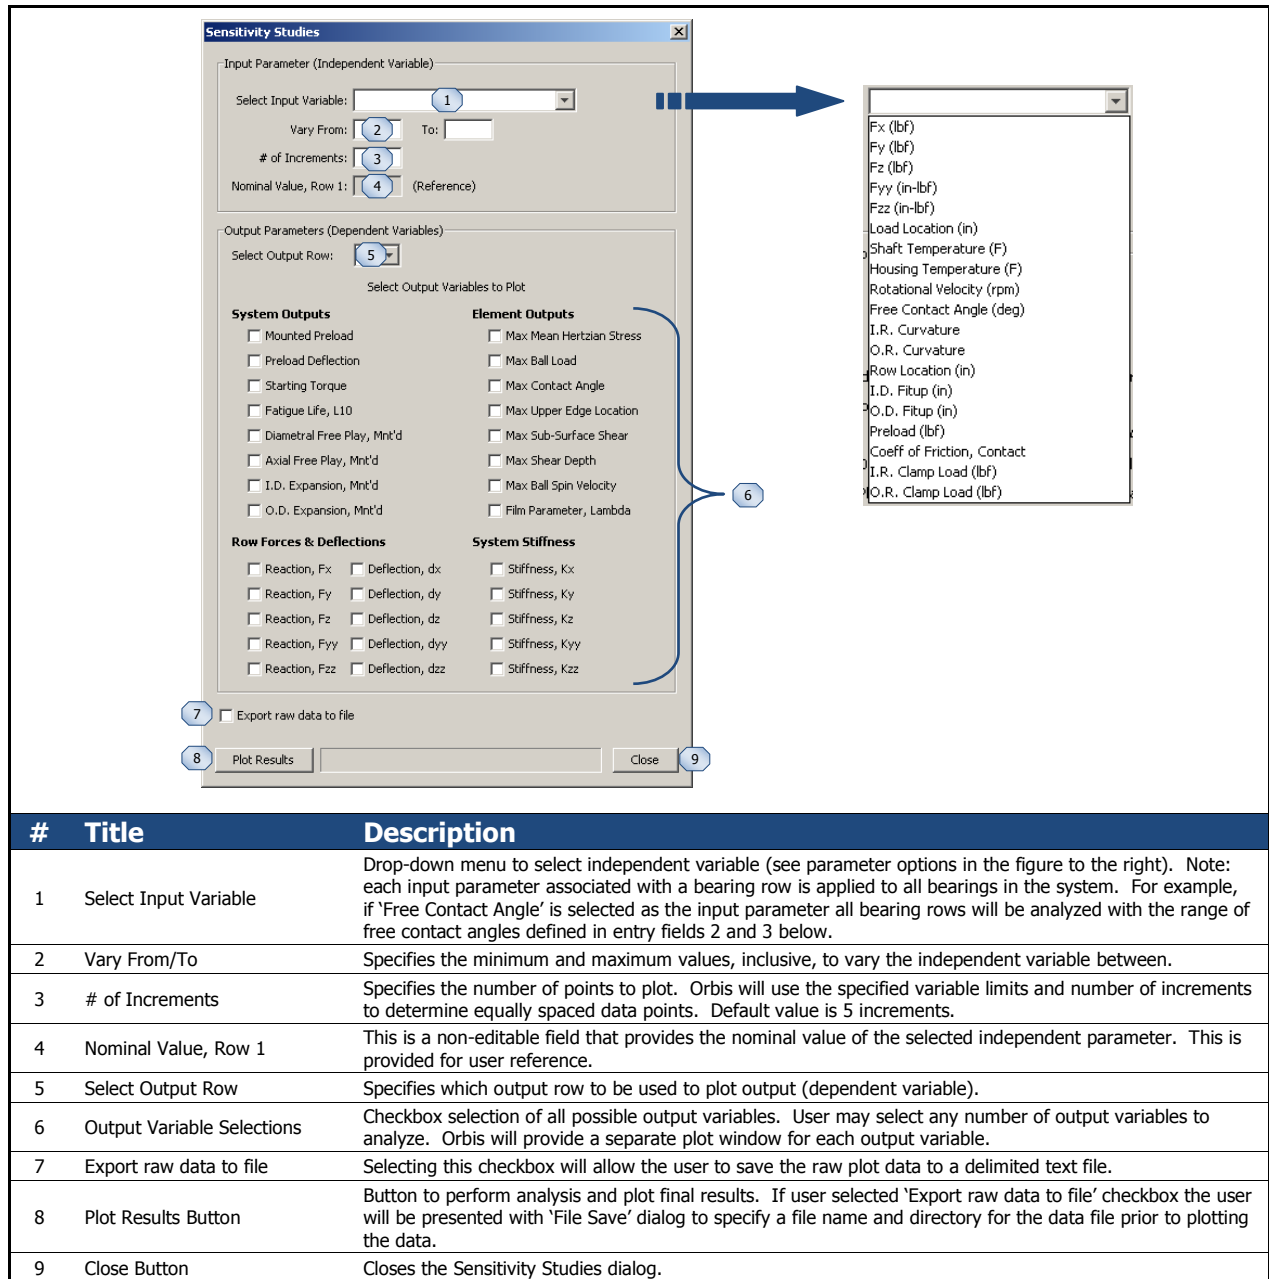 Sensitivity Studies
Input Parameter (Independent Variable)
Select Input Variable: 1
Vary From: 2 To:
# of Increments: 3
Nominal Value, Row 1: 4 (Reference)
Output Parameters (Dependent Variables)
Select Output Row: 5
Select Output Variables to Plot
System Outputs
Mounted Preload
Preload Deflection
Starting Torque
Fatigue Life, L10
Diametral Free Play, Mnt'd
Axial Free Play, Mnt'd
I.D. Expansion, Mnt'd
O.D. Expansion, Mnt'd
Element Outputs
Max Mean Hertzian Stress
Max Ball Load
Max Contact Angle
Max Upper Edge Location
Max Sub-Surface Shear
Max Shear Depth
Max Ball Spin Velocity
Film Parameter, Lambda
6
Row Forces & Deflections
Reaction, Fx Deflection, dx
Reaction, Fy Deflection, dy
Reaction, Fz Deflection, dz
Reaction, Fyy Deflection, dyy
Reaction, Fzz Deflection, dzz
System Stiffness
Stiffness, Kx
Stiffness, Ky
Stiffness, Kz
Stiffness, Kyy
Stiffness, Kzz
7 Export raw data to file
8 Plot Results Close 9
Fx (lbf)
Fy (lbf)
Fz (lbf)
Fyy (in-lbf)
Fzz (in-lbf)
Load Location (in)
Shaft Temperature (F)
Housing Temperature (F)
Rotational Velocity (rpm)
Free Contact Angle (deg)
I.R. Curvature
O.R. Curvature
Row Location (in)
I.D. Fitup (in)
O.D. Fitup (in)
Preload (lbf)
Coeff of Friction, Contact
I.R. Clamp Load (lbf)
O.R. Clamp Load (lbf)
# Title Description
1 Select Input Variable Drop-down menu to select independent variable (see parameter options in the figure to the right). Note:
each input parameter associated with a bearing row is applied to all bearings in the system. For example,
if ‘Free Contact Angle’ is selected as the input parameter all bearing rows will be analyzed with the range of
free contact angles defined in entry fields 2 and 3 below.
2 Vary From/To Specifies the minimum and maximum values, inclusive, to vary the independent variable between.
3 # of Increments Specifies the number of points to plot. Orbis will use the specified variable limits and number of increments
to determine equally spaced data points. Default value is 5 increments.
4 Nominal Value, Row 1 This is a non-editable field that provides the nominal value of the selected independent parameter. This is
provided for user reference.
5 Select Output Row Specifies which output row to be used to plot output (dependent variable).
6 Output Variable Selections Checkbox selection of all possible output variables. User may select any number of output variables to
analyze. Orbis will provide a separate plot window for each output variable.
7 Export raw data to file Selecting this checkbox will allow the user to save the raw plot data to a delimited text file.
8 Plot Results Button Button to perform analysis and plot final results. If user selected ‘Export raw data to file’ checkbox the user
will be presented with ‘File Save’ dialog to specify a file name and directory for the data file prior to plotting
the data.
9 Close Button Closes the Sensitivity Studies dialog.